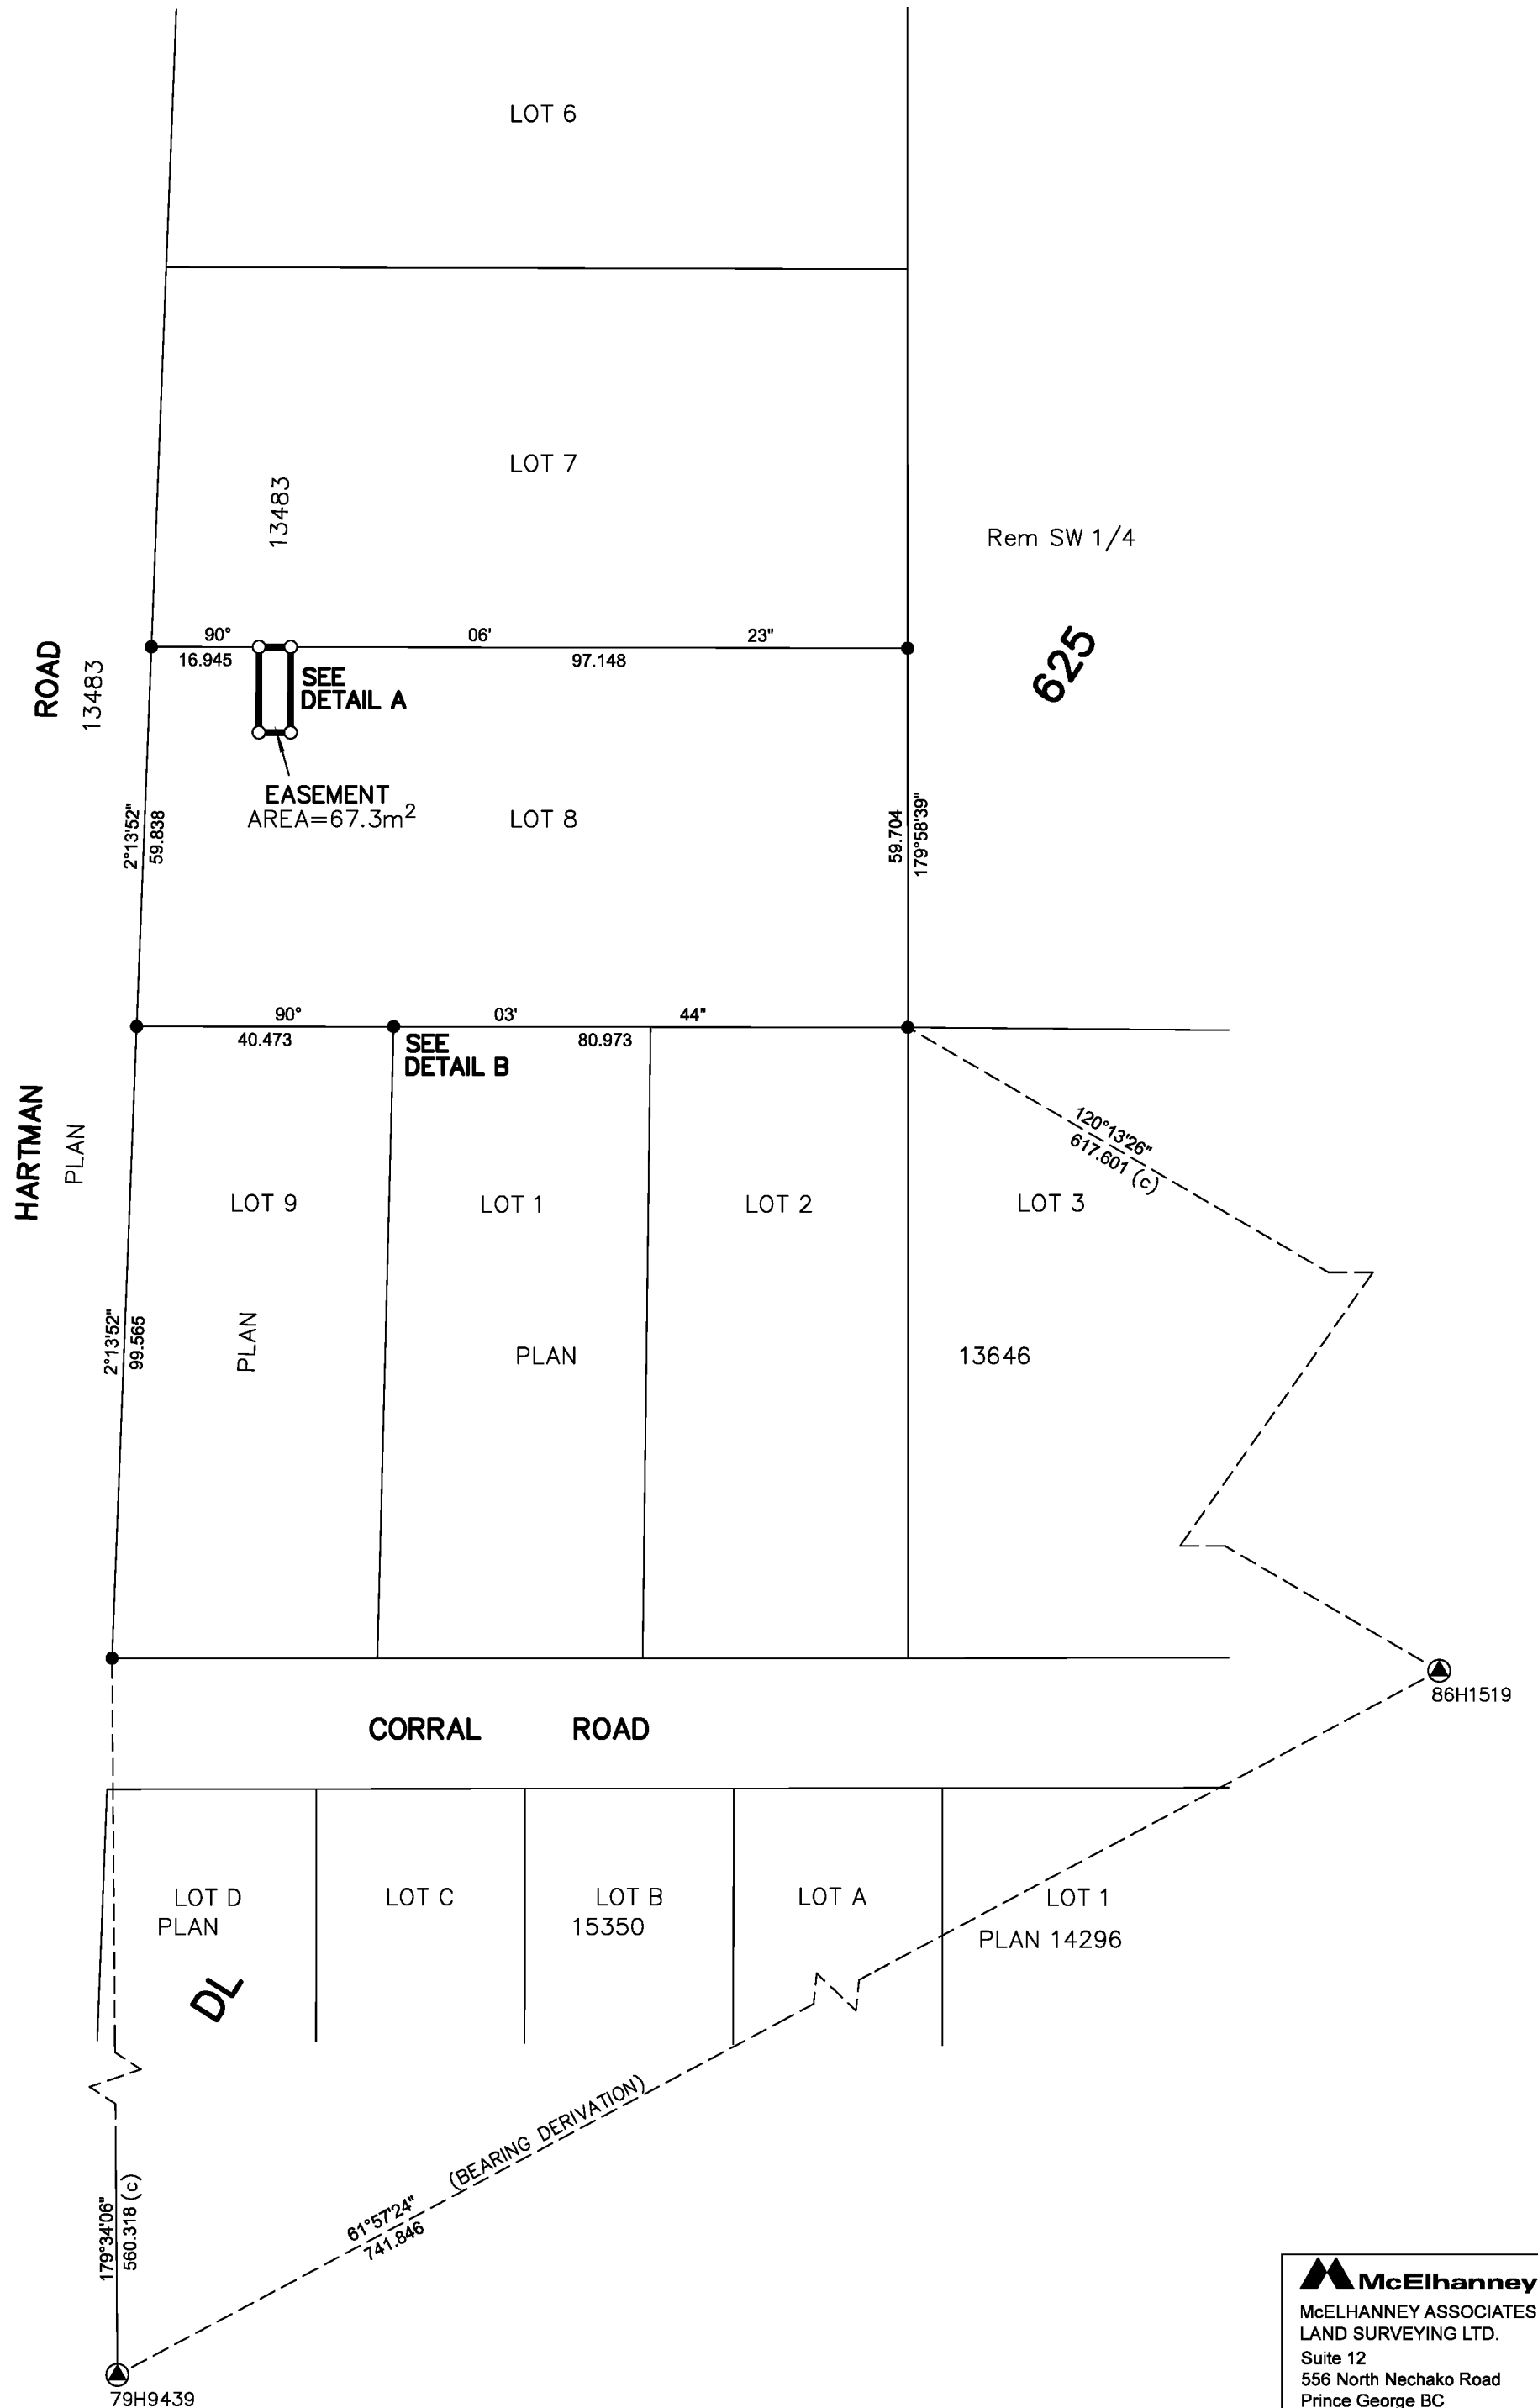 LOT 6
LOT 7
13483
Rem SW 1/4
625
90° 06' 23"
16.945 97.148
SEE
DETAIL A
ROAD
13483
EASEMENT
AREA=67.3m²
LOT 8
2°13'52"
59.838
59.704
179°58'39"
90° 03' 44"
40.473 80.973
SEE
DETAIL B
HARTMAN
PLAN
120°13'26"
617.601 (c)
LOT 9
LOT 1
LOT 2
LOT 3
2°13'52"
99.565
PLAN
PLAN
13646
86H1519
CORRAL ROAD
LOT D
PLAN
LOT C
LOT B
15350
LOT A
LOT 1
PLAN 14296
DL
(BEARING DERIVATION)
61°57'24"
741.846
179°34'06"
560.318 (c)
79H9439
McElhanney
McELHANNEY ASSOCIATES
LAND SURVEYING LTD.
Suite 12
556 North Nechako Road
Prince George BC